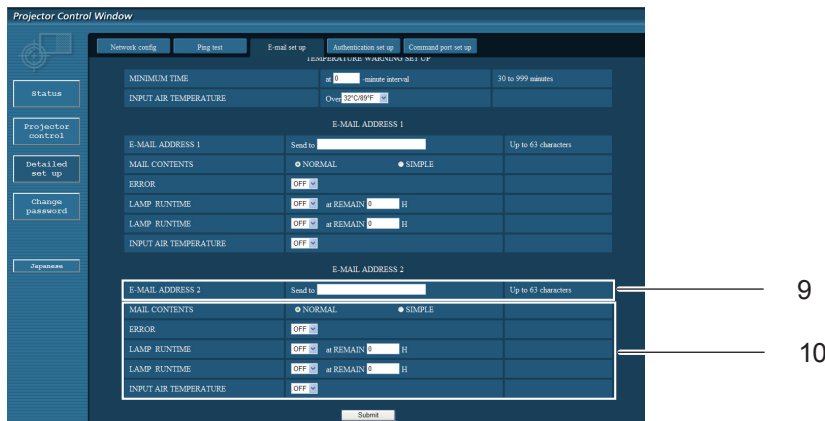 Projector Control Window
Network config Ping test E-mail set up Authentication set up Command port set up
TEMPERATURE WARNING SET UP
MINIMUM TIME at 0 -minute interval 30 to 999 minutes
INPUT AIR TEMPERATURE Over 32°C/89°F
E-MAIL ADDRESS 1
E-MAIL ADDRESS 1 Send to Up to 63 characters
MAIL CONTENTS NORMAL SIMPLE
ERROR OFF
LAMP RUNTIME OFF at REMAIN 0 H
LAMP RUNTIME OFF at REMAIN 0 H
INPUT AIR TEMPERATURE OFF
E-MAIL ADDRESS 2
E-MAIL ADDRESS 2 Send to Up to 63 characters
MAIL CONTENTS NORMAL SIMPLE
ERROR OFF
LAMP RUNTIME OFF at REMAIN 0 H
LAMP RUNTIME OFF at REMAIN 0 H
INPUT AIR TEMPERATURE OFF
Submit
Status
Projector
control
Detailed
set up
Change
password
Japanese
9
10